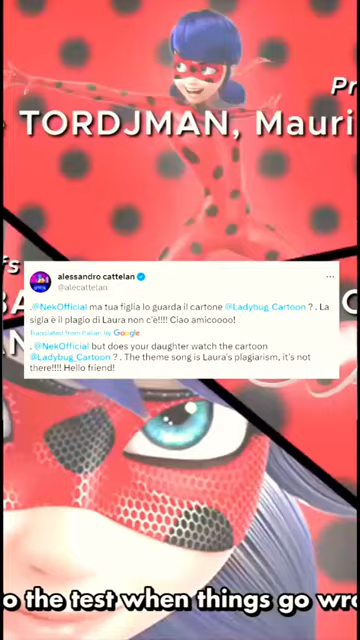 Pr
TORDJMAN, Mauri
alessandro cattelan
@alecattelan
.@NekOfficial ma tua figlia lo guarda il cartone @Ladybug_Cartoon ? . La
sigla è il plagio di Laura non c'è!!!! Ciao amicoooo!
Translated from Italian by Google
. @NekOfficial but does your daughter watch the cartoon
@Ladybug_Cartoon ? . The theme song is Laura's plagiarism, it's not
there!!!! Hello friend!
o the test when things go wro